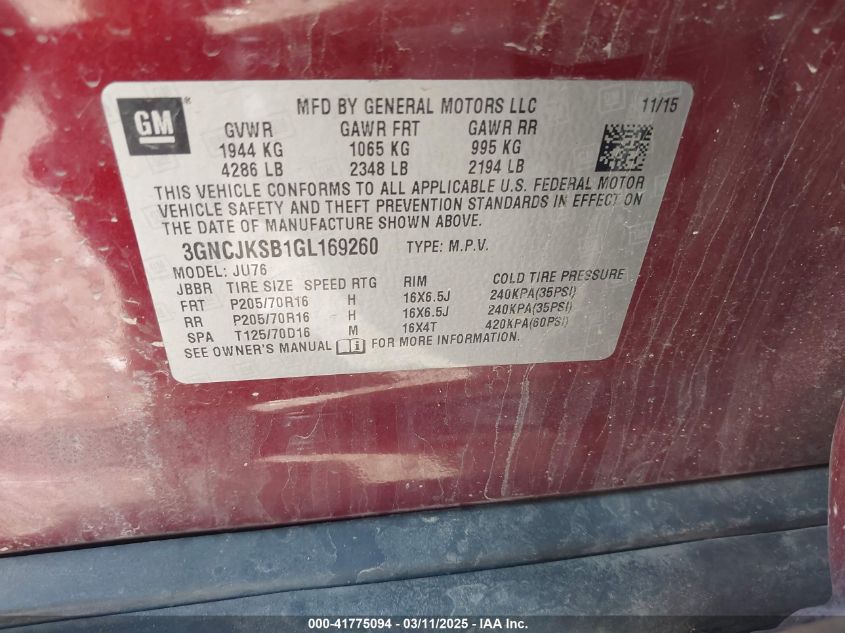 GM ®
MFD BY GENERAL MOTORS LLC 11/15
GVWR GAWR FRT GAWR RR
1944 KG 1065 KG 995 KG
4286 LB 2348 LB 2194 LB
THIS VEHICLE CONFORMS TO ALL APPLICABLE U.S. FEDERAL MOTOR
VEHICLE SAFETY AND THEFT PREVENTION STANDARDS IN EFFECT ON
THE DATE OF MANUFACTURE SHOWN ABOVE.
3GNCJKSB1GL169260 TYPE: M.P.V.
MODEL: JU76
JBBR TIRE SIZE SPEED RTG RIM COLD TIRE PRESSURE
FRT P205/70R16 H 16X6.5J 240KPA(35PSI)
RR P205/70R16 H 16X6.5J 240KPA(35PSI)
SPA T125/70D16 M 16X4T 420KPA(60PSI)
SEE OWNER'S MANUAL FOR MORE INFORMATION.
000-41775094 - 03/11/2025 - IAA Inc.